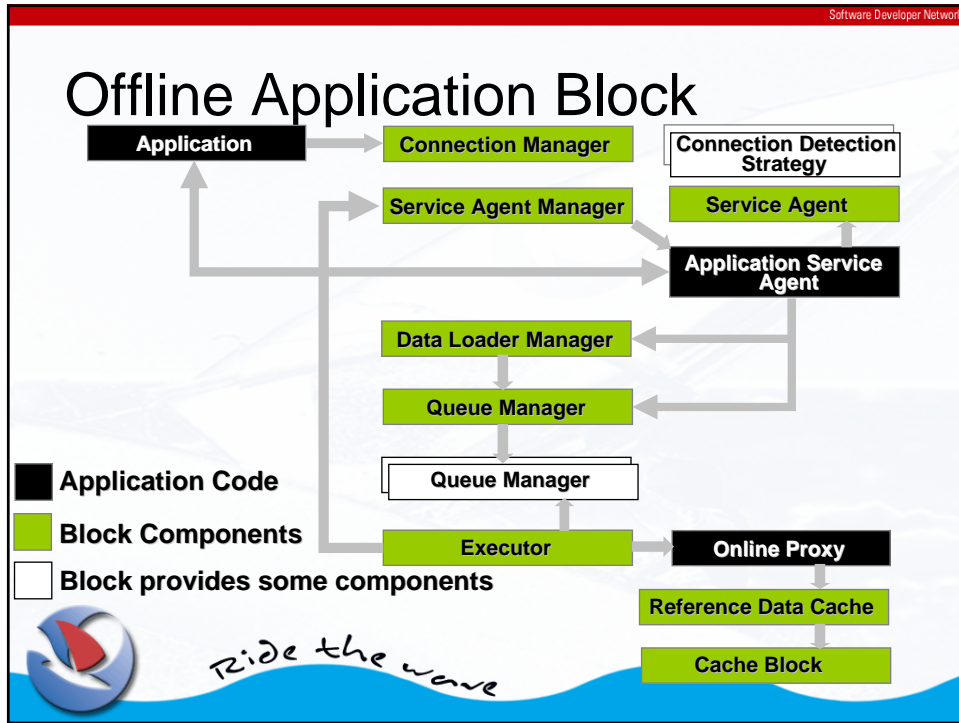 Software Developer Network
Offline Application Block
Application
Connection Manager
Connection Detection
Strategy
Service Agent Manager
Service Agent
Application Service
Agent
Data Loader Manager
Queue Manager
Queue Manager
Application Code
Block Components
Executor
Online Proxy
Block provides some components
Reference Data Cache
Cache Block
Ride the wave